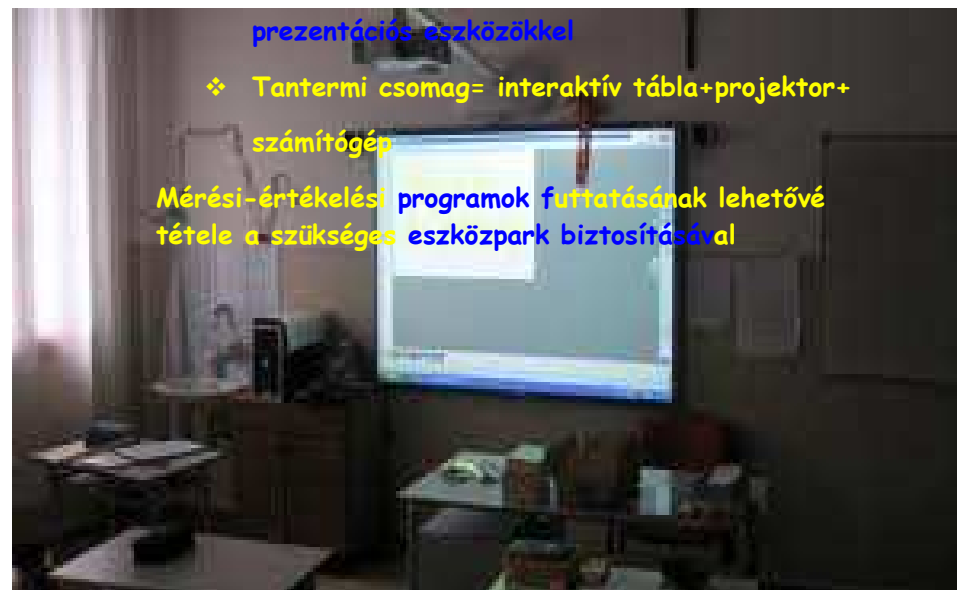 prezentációs eszközökkel
❖ Tantermi csomag= interaktív tábla+projektor+
számítógép
Mérési-értékelési programok futtatásának lehetővé
tétele a szükséges eszközpark biztosításával